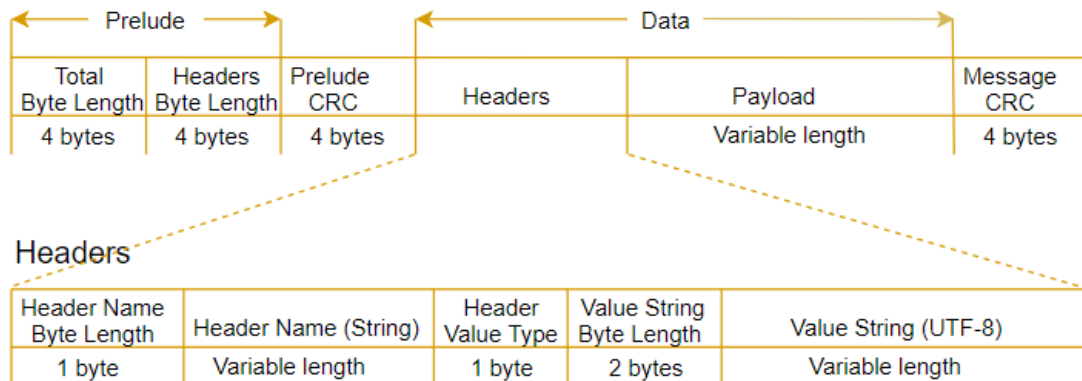 Prelude
Data
Total
Byte Length
Headers
Byte Length
Prelude
CRC
Headers
Payload
Message
CRC
4 bytes
4 bytes
4 bytes
Variable length
4 bytes
Headers
Header Name
Byte Length
Header Name (String)
Header
Value Type
Value String
Byte Length
Value String (UTF-8)
1 byte
Variable length
1 byte
2 bytes
Variable length